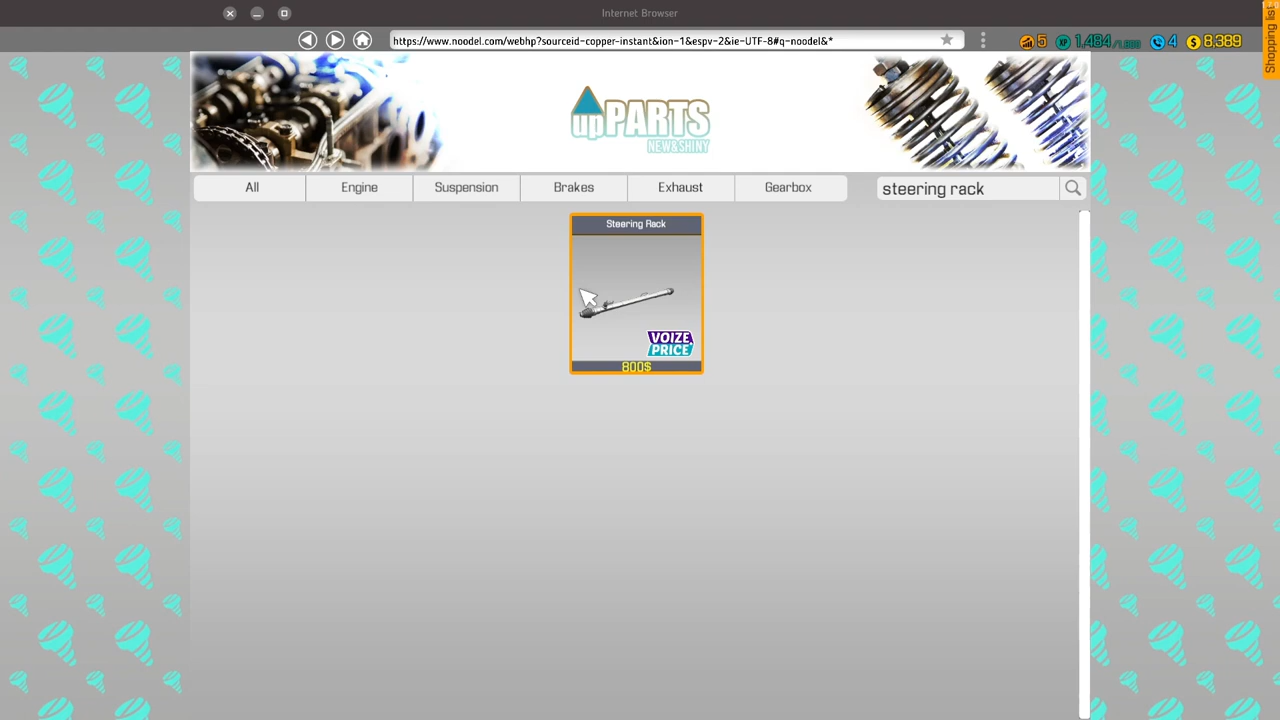 Internet Browser
https://www.noodel.com/webhp?sourceid-copper-instant&ion-1&espv-2&ie-UTF-8#q-noodel&*
5 XP 1,484 4 $ 8,389
Shopping list
upPARTS
NEW&SHINY
All Engine Suspension Brakes Exhaust Gearbox
steering rack
Steering Rack
VOIZE
PRICE
800$